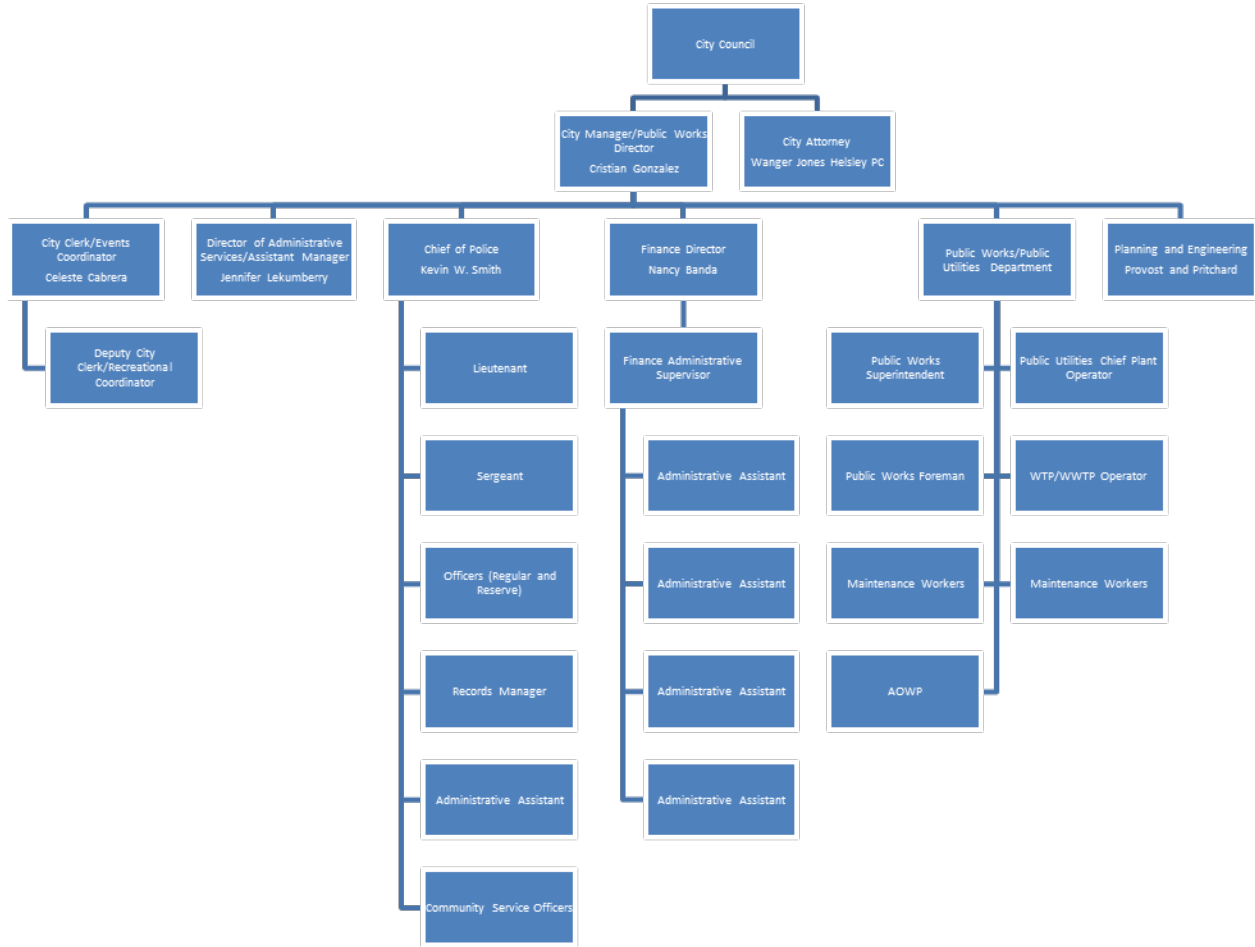 City Council
City Manager/Public Works
Director
Cristian Gonzalez
City Attorney
Wanger Jones Helsley PC
City Clerk/Events
Coordinator
Celeste Cabrera
Director of Administrative
Services/Assistant Manager
Jennifer Lekumberry
Chief of Police
Kevin W. Smith
Finance Director
Nancy Banda
Public Works/Public
Utilities Department
Planning and Engineering
Provost and Pritchard
Deputy City
Clerk/Recreational
Coordinator
Lieutenant
Sergeant
Officers (Regular and
Reserve)
Records Manager
Administrative Assistant
Community Service Officers
Finance Administrative
Supervisor
Administrative Assistant
Administrative Assistant
Administrative Assistant
Administrative Assistant
Public Works
Superintendent
Public Utilities Chief Plant
Operator
Public Works Foreman
WTP/WWTP Operator
Maintenance Workers
Maintenance Workers
AOWP